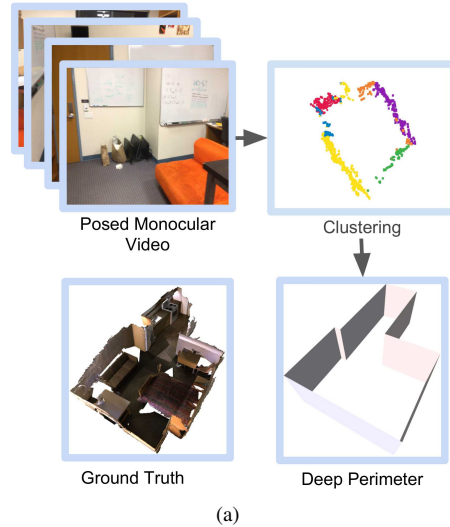 Posed Monocular
Video
Clustering
Ground Truth
Deep Perimeter
(a)